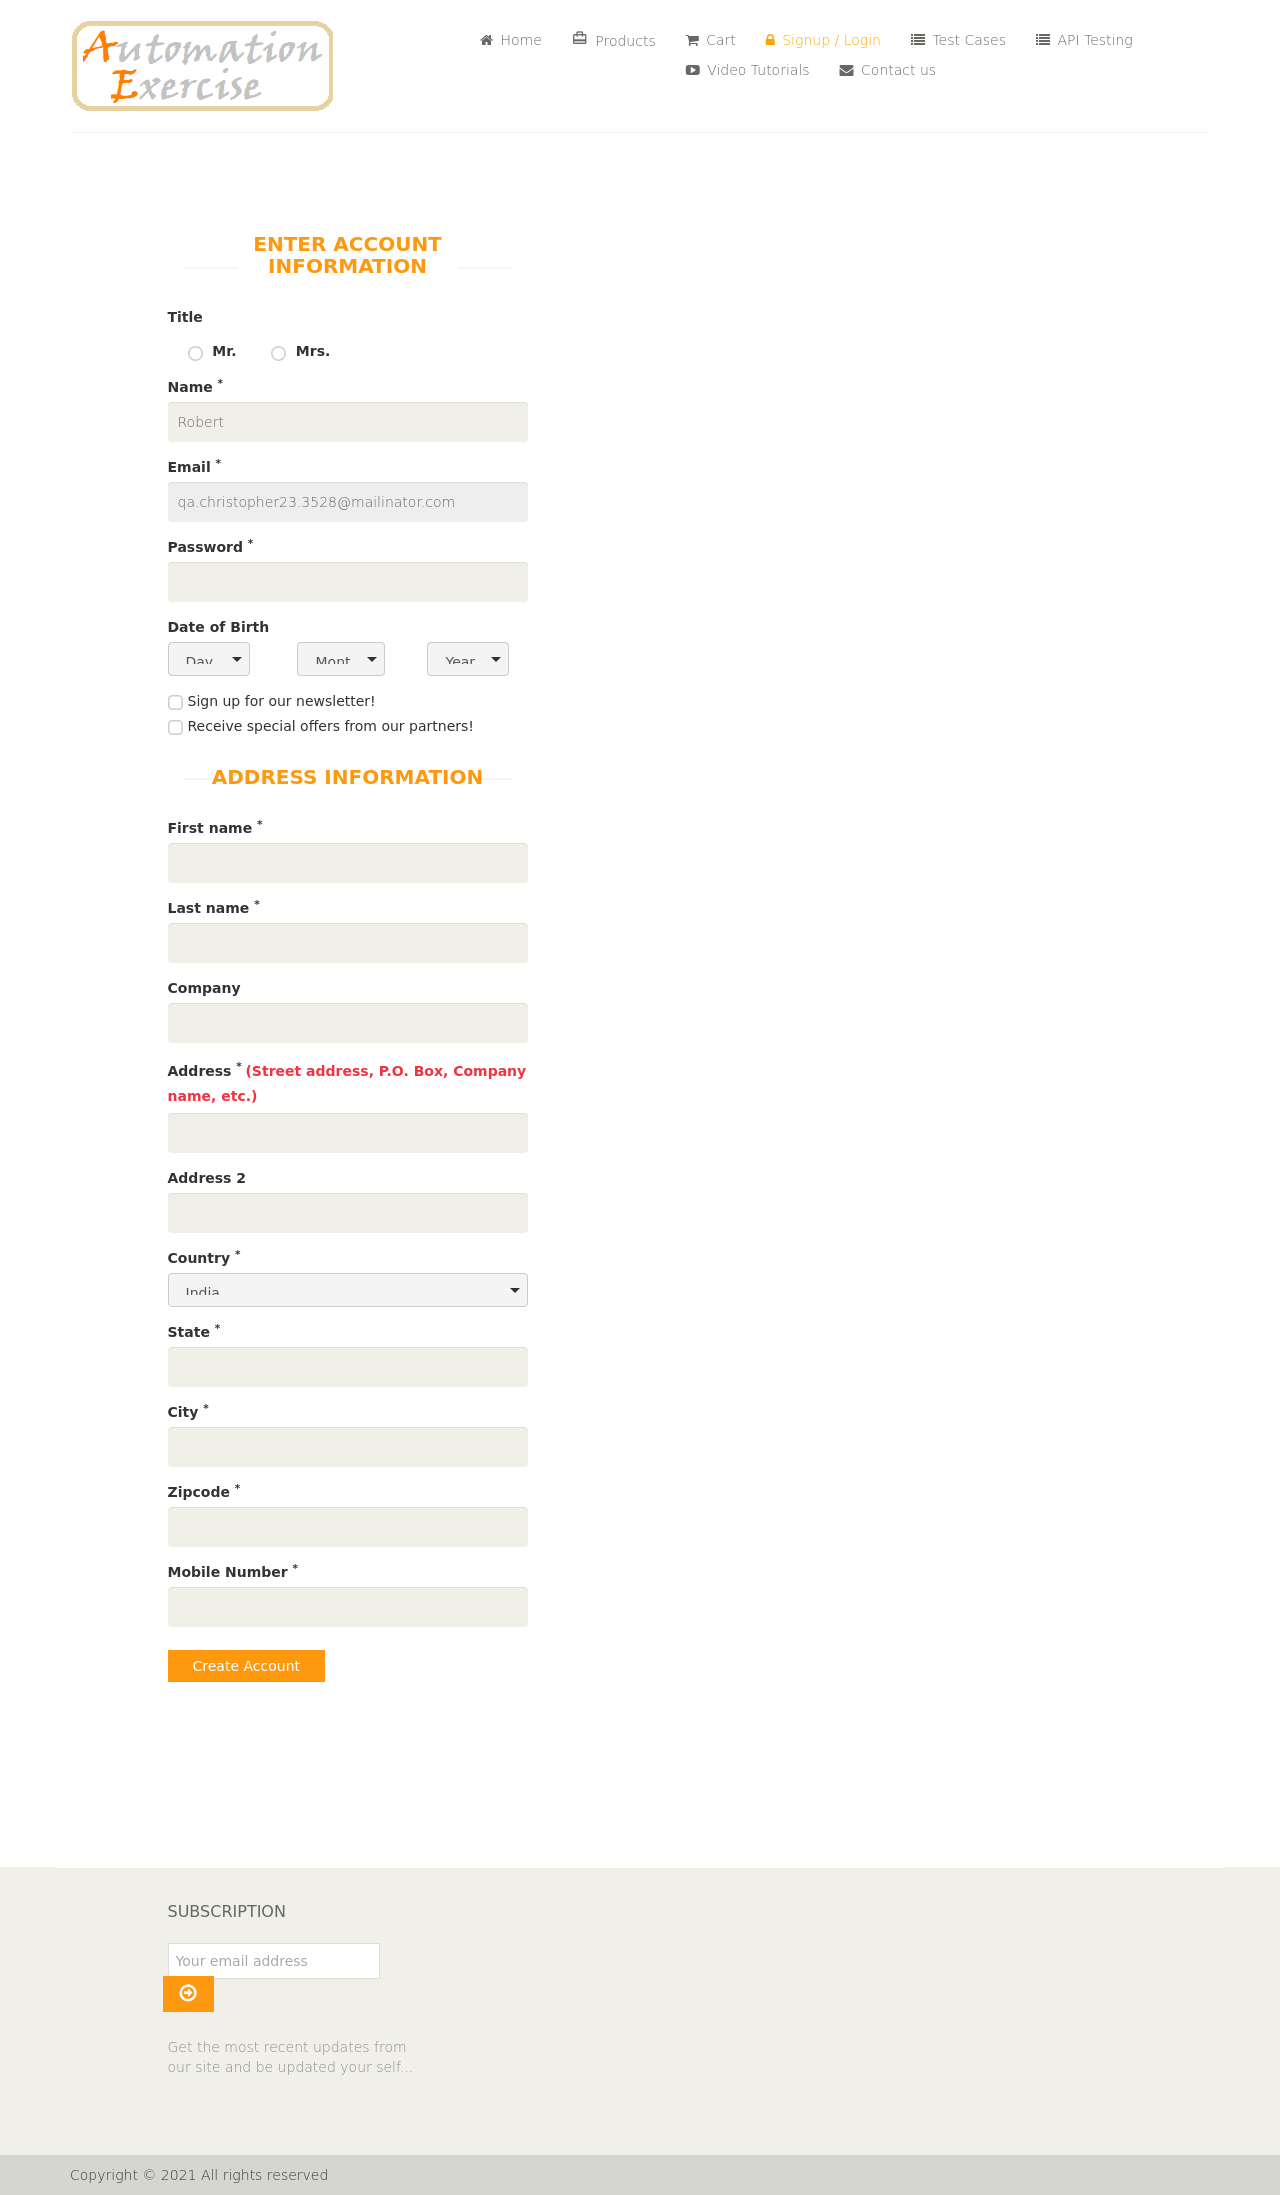 Automation
Exercise
Home
Products
Cart
Signup / Login
Test Cases
API Testing
Video Tutorials
Contact us
ENTER ACCOUNT
INFORMATION
Title
Mr.
Mrs.
Name *
Robert
Email *
qa.christopher23.3528@mailinator.com
Password *
Date of Birth
Day
Mont
Year
Sign up for our newsletter!
Receive special offers from our partners!
ADDRESS INFORMATION
First name *
Last name *
Company
Address * (Street address, P.O. Box, Company
name, etc.)
Address 2
Country *
India
State *
City *
Zipcode *
Mobile Number *
Create Account
SUBSCRIPTION
Your email address
Get the most recent updates from
our site and be updated your self...
Copyright © 2021 All rights reserved